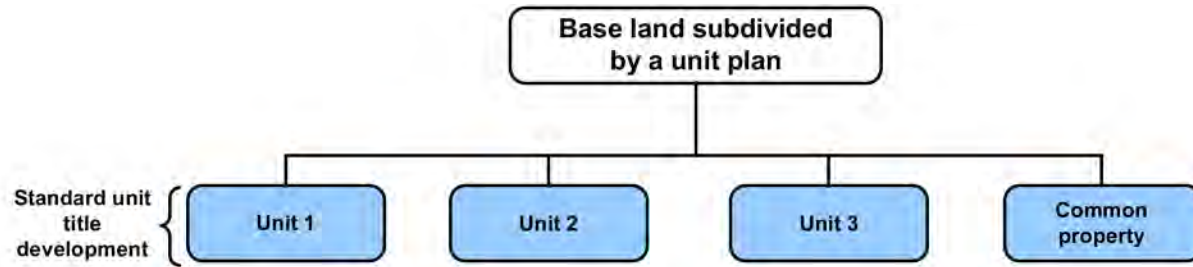 Base land subdivided
by a unit plan
Standard unit
title
development
Unit 1
Unit 2
Unit 3
Common
property